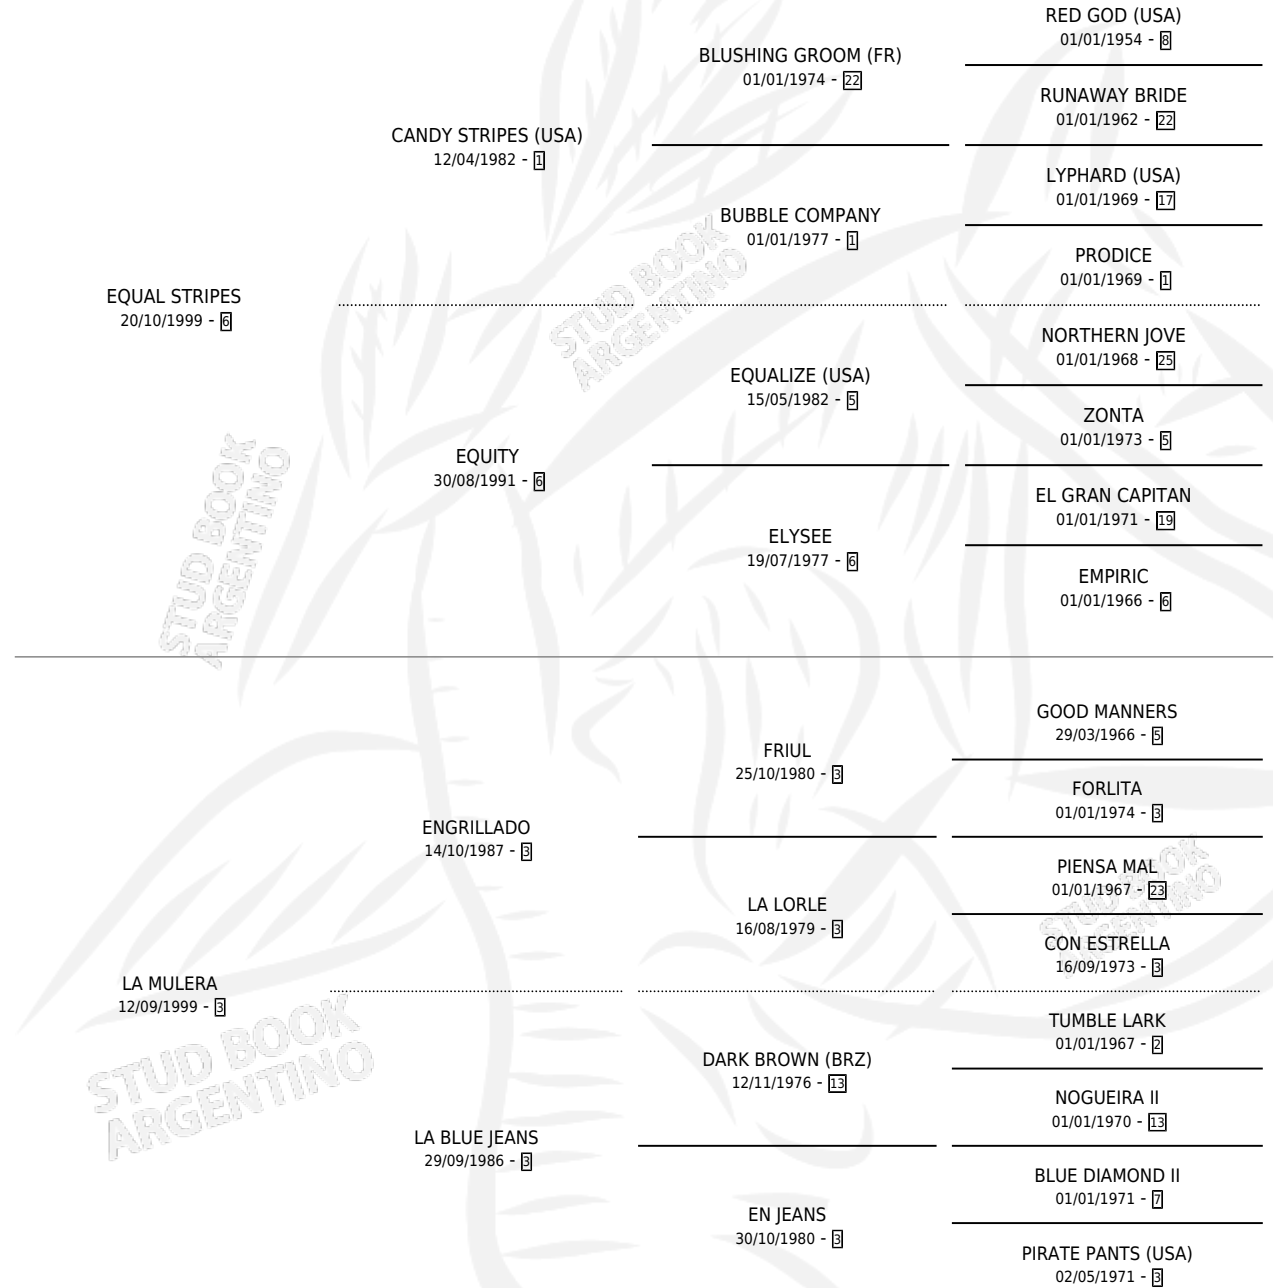 RED GOD (USA)
01/01/1954 - 8
BLUSHING GROOM (FR)
01/01/1974 - 22
RUNAWAY BRIDE
01/01/1962 - 22
CANDY STRIPES (USA)
12/04/1982 - 1
LYPHARD (USA)
01/01/1969 - 17
BUBBLE COMPANY
01/01/1977 - 1
PRODICE
01/01/1969 - 1
EQUAL STRIPES
20/10/1999 - 6
NORTHERN JOVE
01/01/1968 - 25
EQUALIZE (USA)
15/05/1982 - 5
ZONTA
01/01/1973 - 5
EQUITY
30/08/1991 - 6
EL GRAN CAPITAN
01/01/1971 - 19
ELYSEE
19/07/1977 - 6
EMPIRIC
01/01/1966 - 6
STUD BOOK
ARGENTINO
STUD BOOK
ARGENTINO
GOOD MANNERS
29/03/1966 - 5
FRIUL
25/10/1980 - 3
FORLITA
01/01/1974 - 3
ENGRILLADO
14/10/1987 - 3
PIENSA MAL
01/01/1967 - 23
LA LORLE
16/08/1979 - 3
CON ESTRELLA
16/09/1973 - 3
LA MULERA
12/09/1999 - 3
TUMBLE LARK
01/01/1967 - 2
DARK BROWN (BRZ)
12/11/1976 - 13
NOGUEIRA II
01/01/1970 - 13
LA BLUE JEANS
29/09/1986 - 3
BLUE DIAMOND II
01/01/1971 - 7
EN JEANS
30/10/1980 - 3
PIRATE PANTS (USA)
02/05/1971 - 3
STUD BOOK
ARGENTINO
STUD BOOK
ARGENTINO